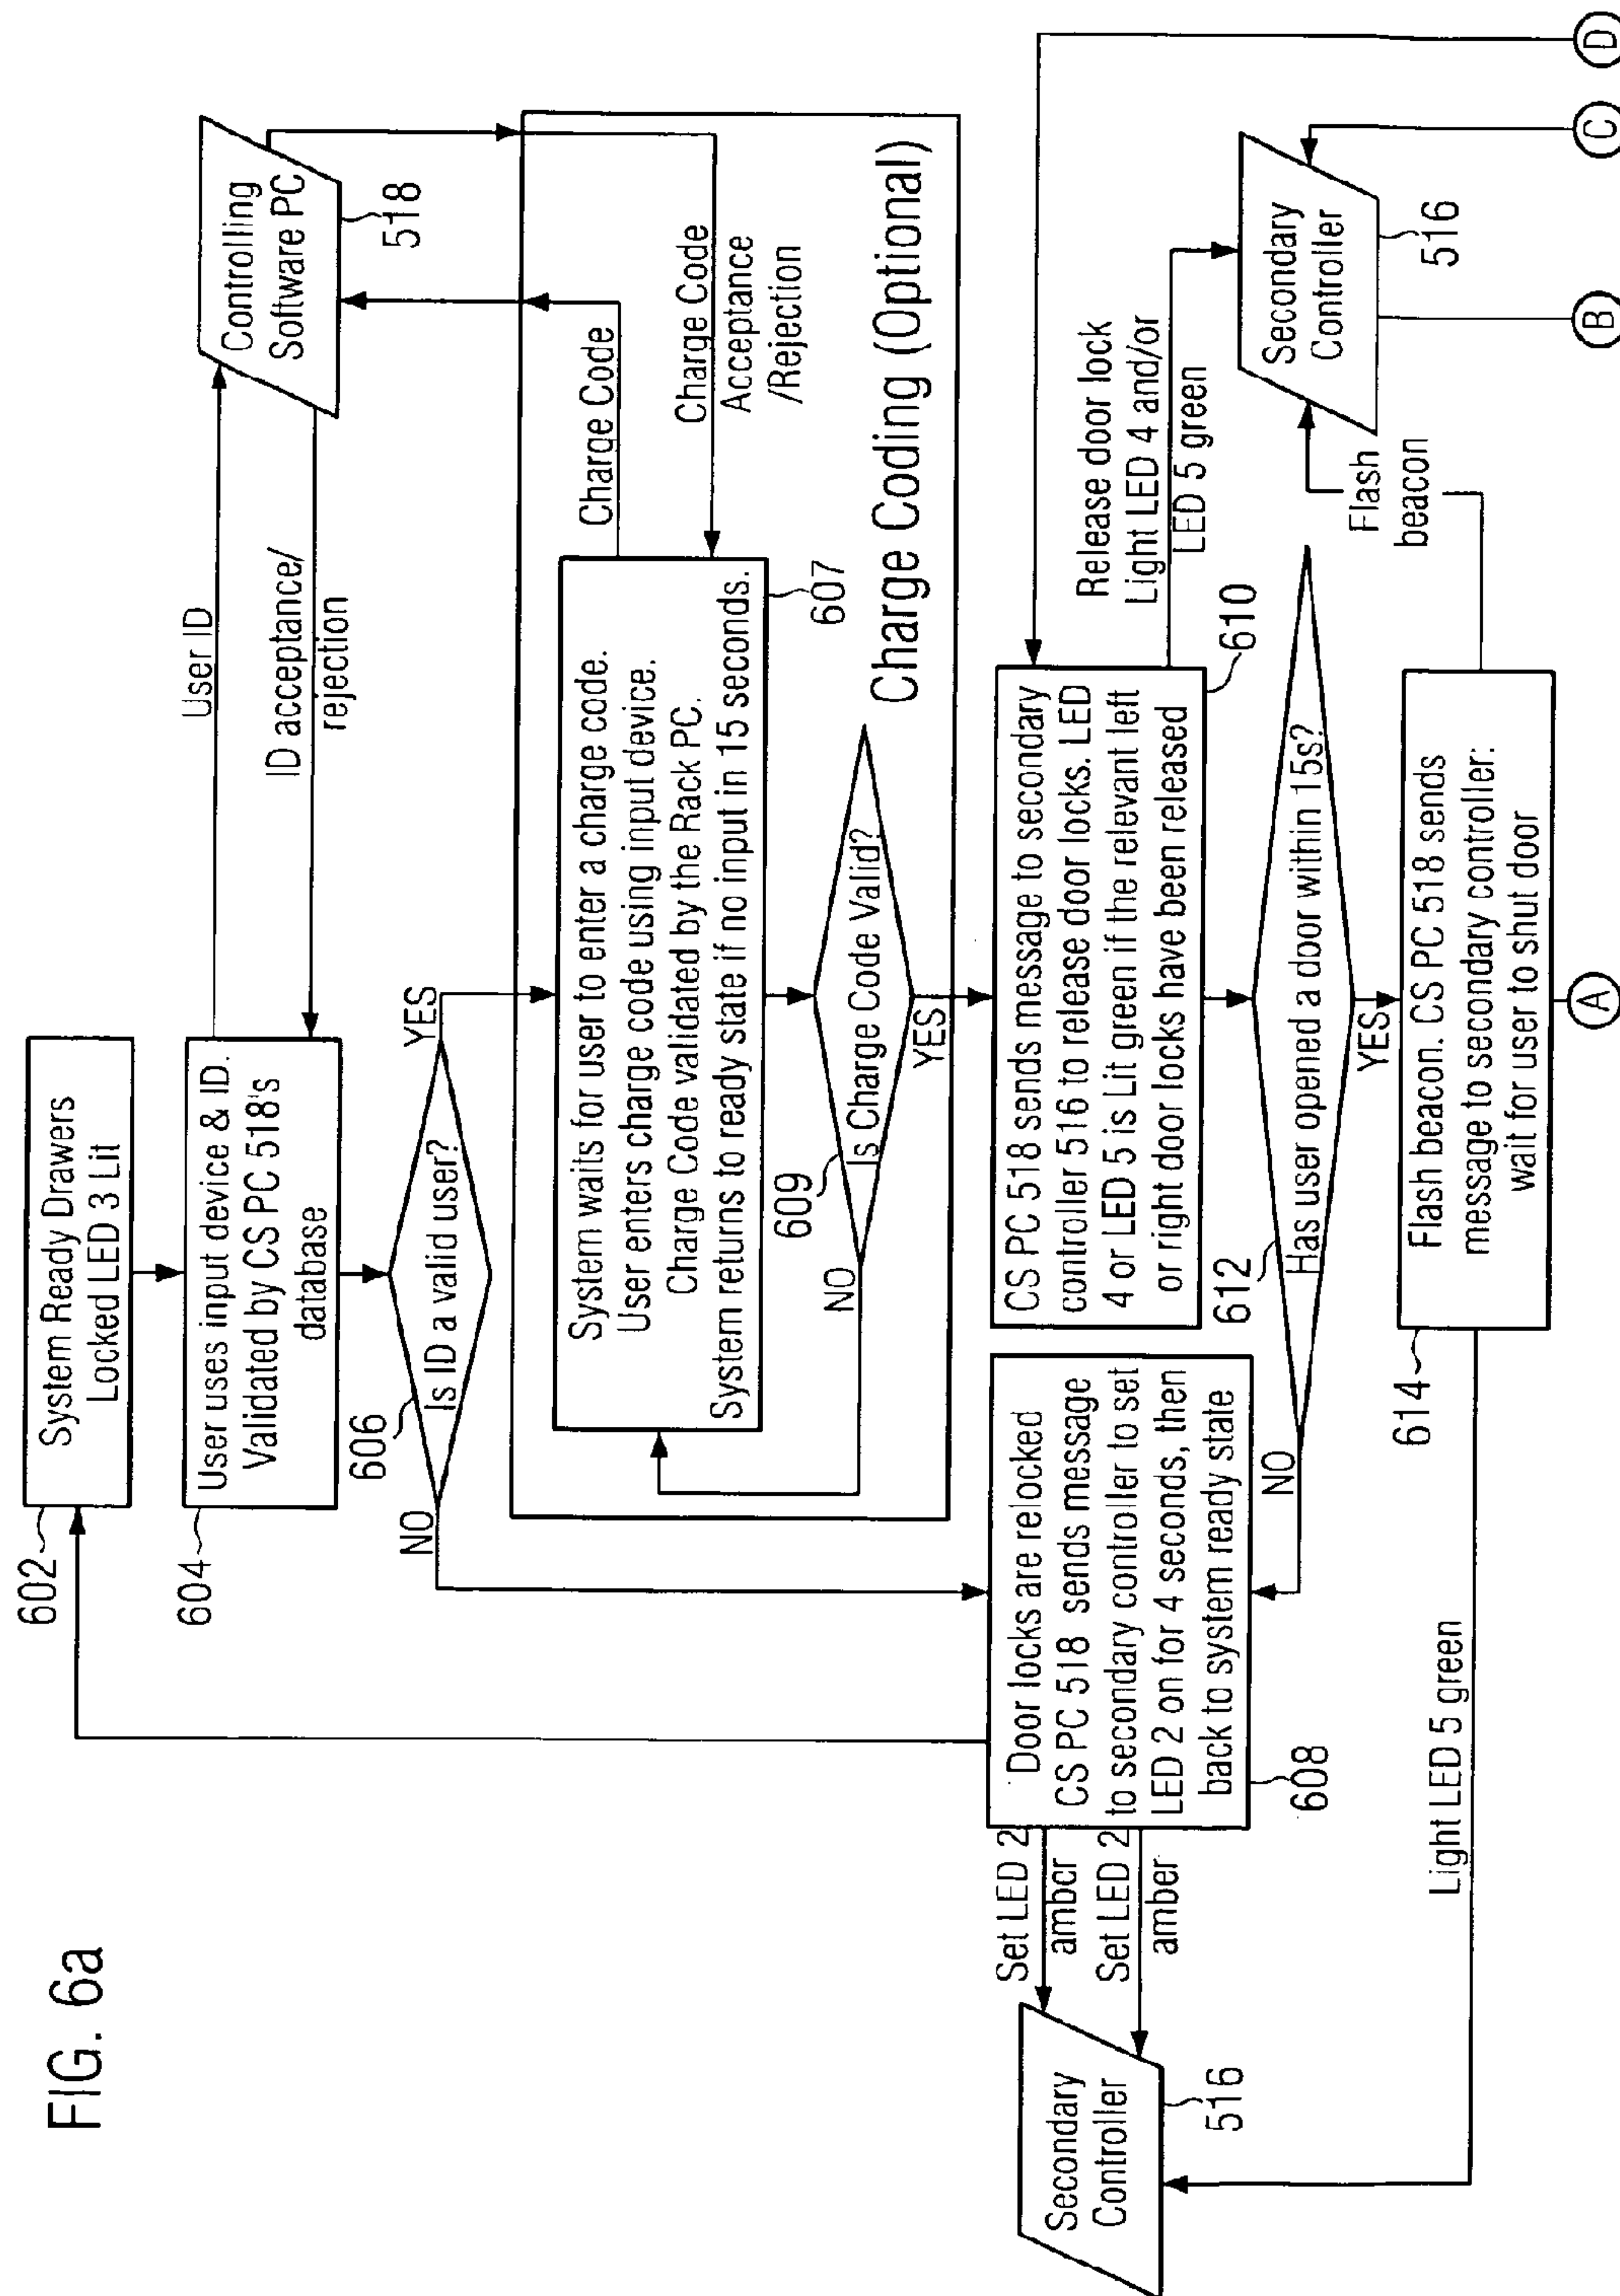 FIG. 6a
602
System Ready Drawers
Locked LED 3 Lit
604
User uses input device & ID.
Validated by CS PC 518's
database
User ID
ID acceptance/
rejection
Controlling
Software PC
518
606
Is ID a valid user?
NO
YES
System waits for user to enter a charge code.
User enters charge code using input device.
Charge Code validated by the Rack PC.
System returns to ready state if no input in 15 seconds.
607
Charge Code
Charge Code
Acceptance
/Rejection
609
Is Charge Code Valid?
NO
YES
Charge Coding (Optional)
Door locks are relocked
CS PC 518 sends message
to secondary controller to set
LED 2 on for 4 seconds, then
back to system ready state
608
Set LED 2
amber
Set LED 2
amber
Secondary
Controller
516
CS PC 518 sends message to secondary
controller 516 to release door locks. LED
4 or LED 5 is Lit green if the relevant left
or right door locks have been released
610
Release door lock
Light LED 4 and/or
LED 5 green
Secondary
Controller
516
612
Has user opened a door within 15s?
NO
YES
Flash
beacon
614
Flash beacon. CS PC 518 sends
message to secondary controller:
wait for user to shut door
Light LED 5 green
A
B
C
D